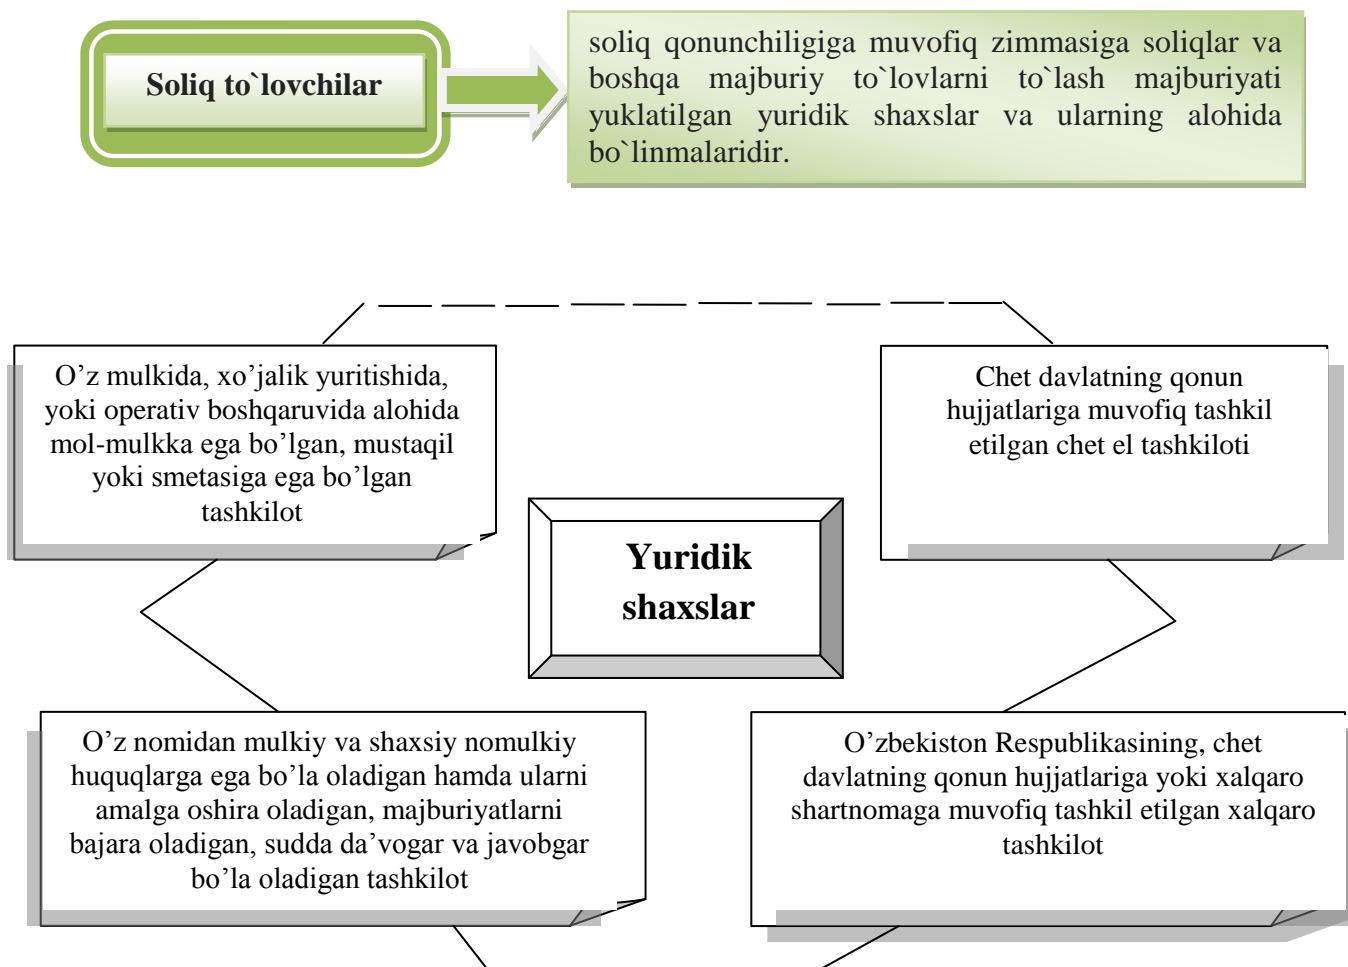 Soliq to`lovchilar
soliq qonunchiligiga muvofiq zimmasiga soliqlar va
boshqa majburiy to`lovlarni to`lash majburiyati
yuklatilgan yuridik shaxslar va ularning alohida
bo`linmalaridir.
O’z mulkida, xo’jalik yuritishida,
yoki operativ boshqaruvida alohida
mol-mulkka ega bo’lgan, mustaqil
yoki smetasiga ega bo’lgan
tashkilot
Chet davlatning qonun
hujjatlariga muvofiq tashkil
etilgan chet el tashkiloti
Yuridik
shaxslar
O’z nomidan mulkiy va shaxsiy nomulkiy
huquqlarga ega bo’la oladigan hamda ularni
amalga oshira oladigan, majburiyatlarni
bajara oladigan, sudda da’vogar va javobgar
bo’la oladigan tashkilot
O’zbekiston Respublikasining, chet
davlatning qonun hujjatlariga yoki xalqaro
shartnomaga muvofiq tashkil etilgan xalqaro
tashkilot